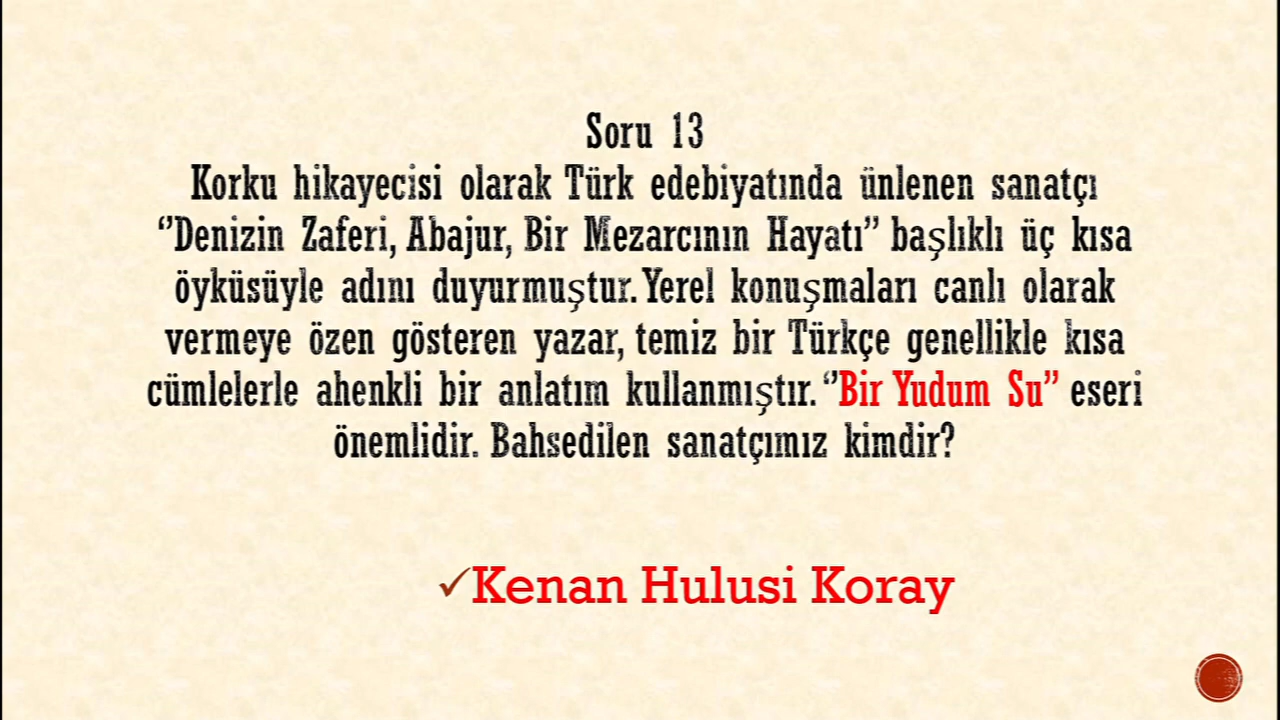 Soru 13
Korku hikayecisi olarak Türk edebiyatında ünlenen sanatçı
‘’Denizin Zaferi, Abajur, Bir Mezarcının Hayatı’’ başlıklı üç kısa
öyküsüyle adını duyurmuştur. Yerel konuşmaları canlı olarak
vermeye özen gösteren yazar, temiz bir Türkçe genellikle kısa
cümlelerle ahenkli bir anlatım kullanmıştır. ‘’Bir Yudum Su’’ eseri
önemlidir. Bahsedilen sanatçımız kimdir?
✓Kenan Hulusi Koray